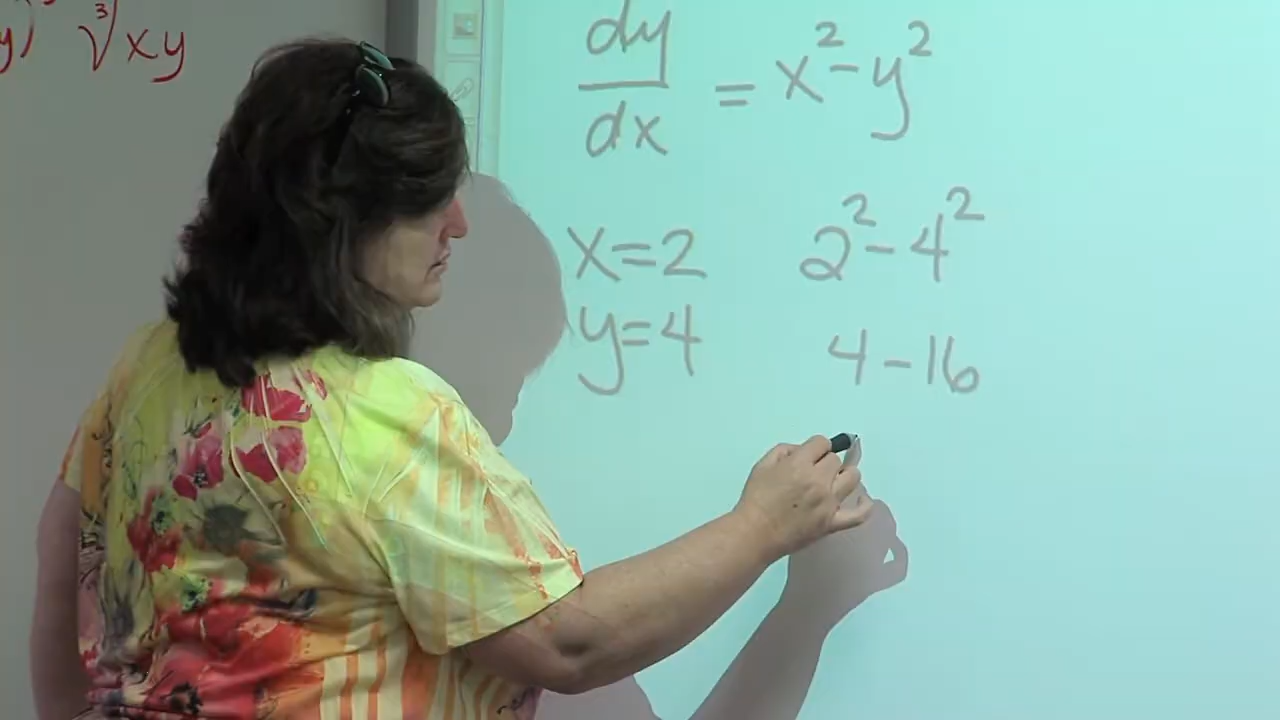 ∛xy
dy/dx = x² - y²
x=2
2² - 4²
y=4
4 - 16